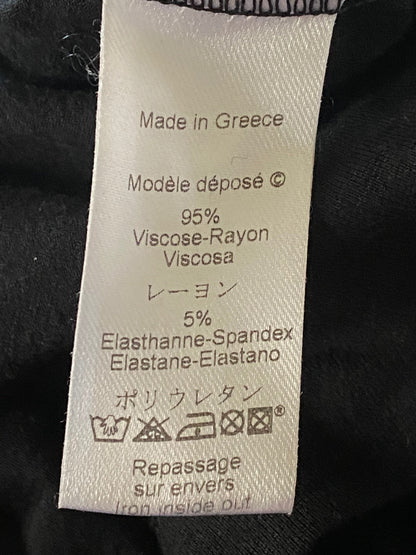 Made in Greece
Modèle déposé ©
95%
Viscose-Rayon
Viscosa
レーヨン
5%
Elasthanne-Spandex
Elastane-Elastano
ポリウレタン
®
Repassage
sur envers
Iron inside out